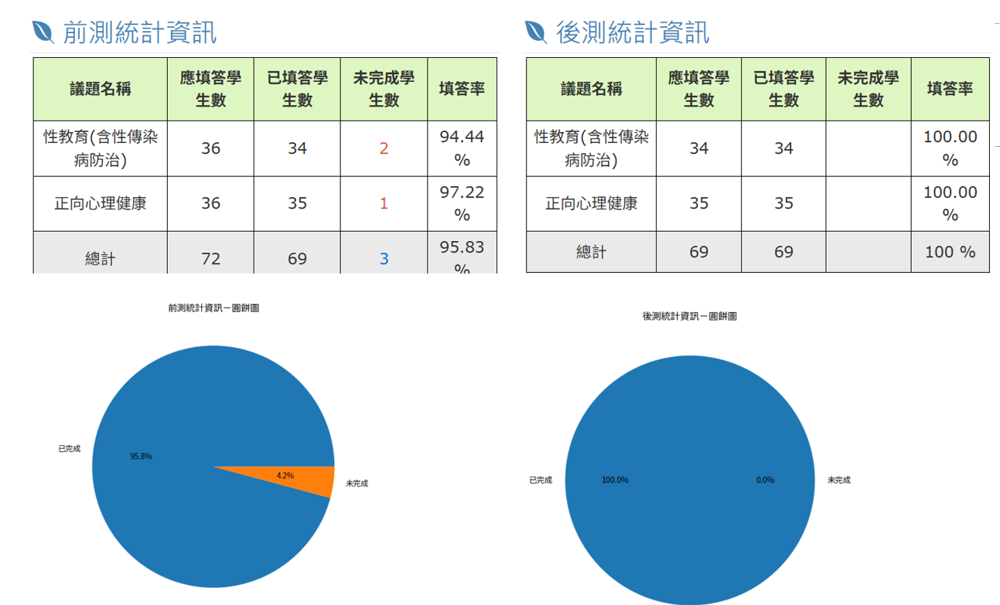 前測統計資訊
議題名稱 應填答學生數 已填答學生數 未完成學生數 填答率
性教育(含性傳染病防治) 36 34 2 94.44 %
正向心理健康 36 35 1 97.22 %
總計 72 69 3 95.83 %
後測統計資訊
議題名稱 應填答學生數 已填答學生數 未完成學生數 填答率
性教育(含性傳染病防治) 34 34 100.00 %
正向心理健康 35 35 100.00 %
總計 69 69 100 %
前測統計資訊－圓餅圖
已完成
95.8%
4.2%
未完成
後測統計資訊－圓餅圖
已完成
100.0%
0.0%
未完成